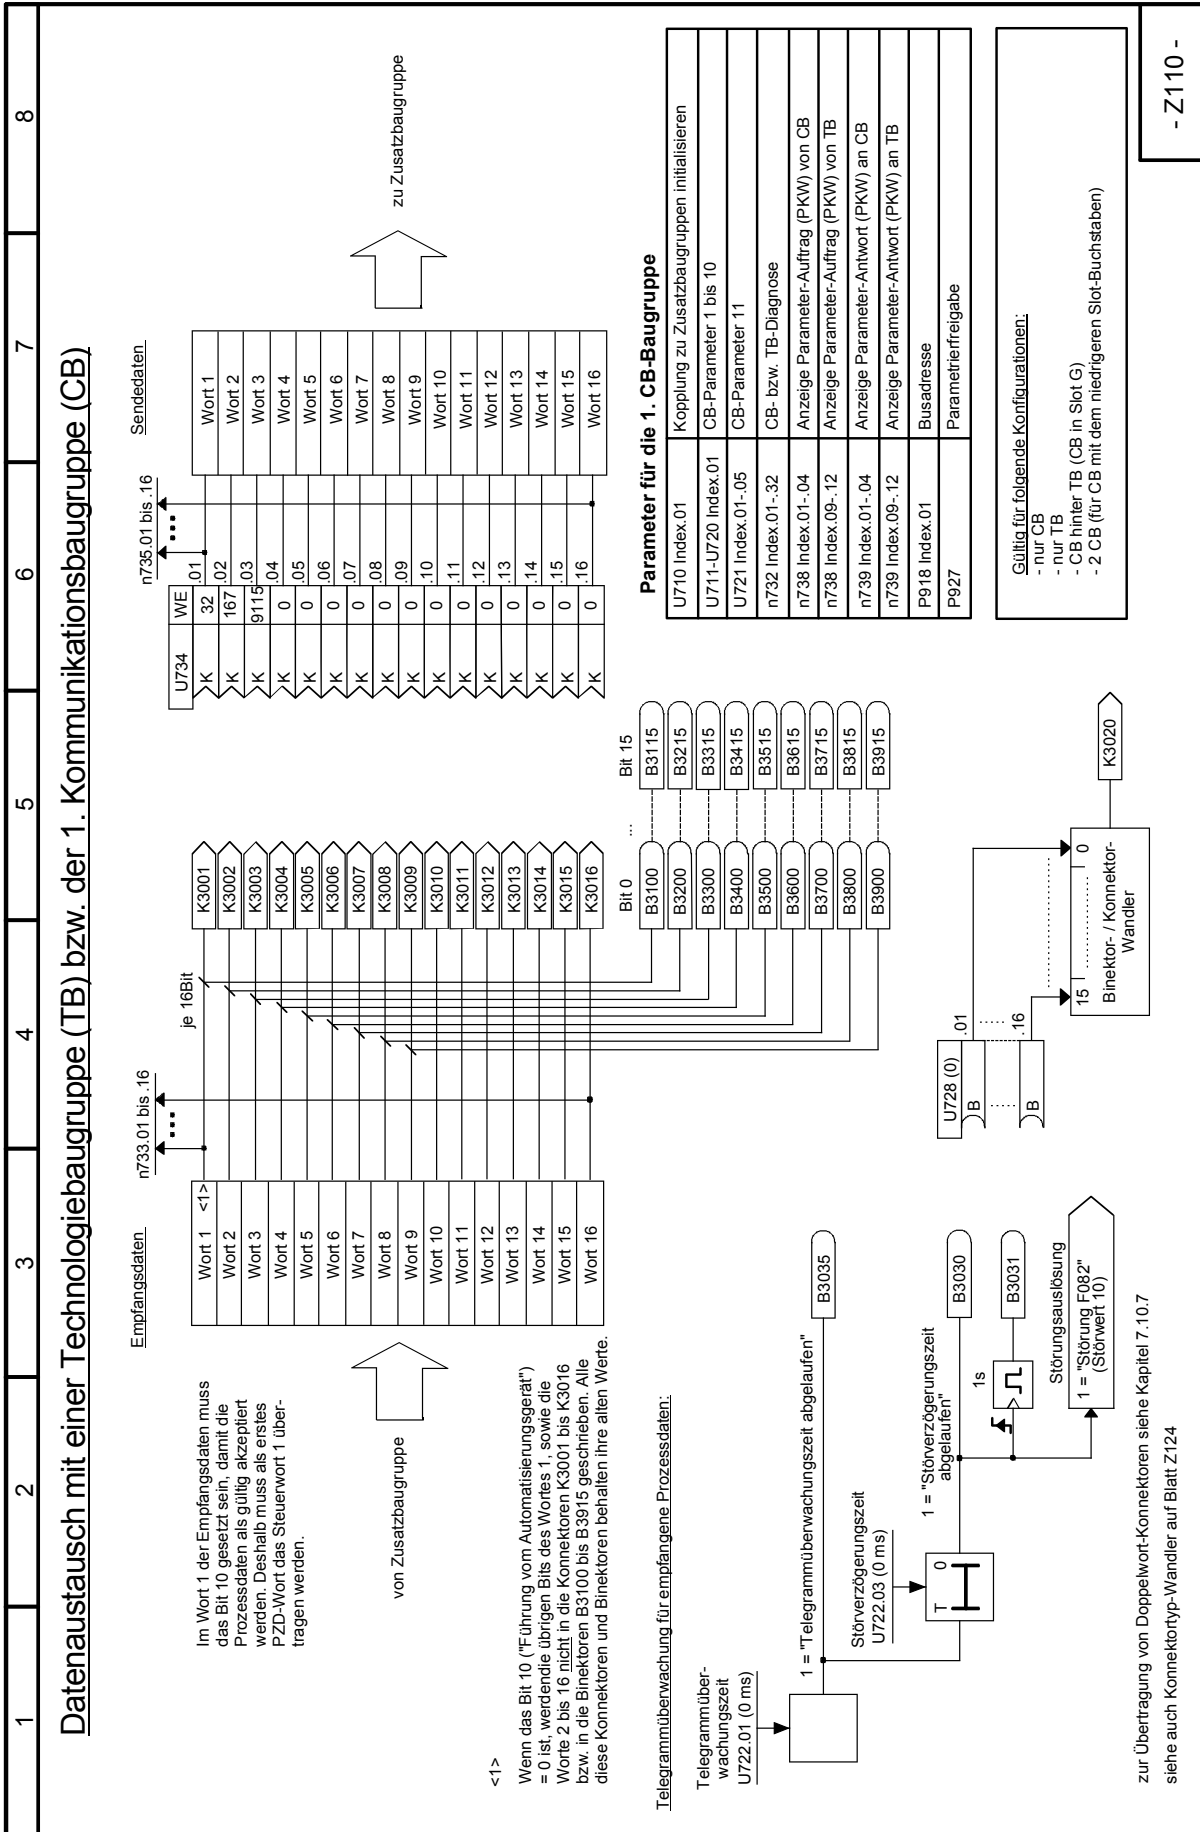 1 2 3 4 5 6 7 8
Datenaustausch mit einer Technologiebaugruppe (TB) bzw. der 1. Kommunikationsbaugruppe (CB)
Im Wort 1 der Empfangsdaten muss
das Bit 10 gesetzt sein, damit die
Prozessdaten als gültig akzeptiert
werden. Deshalb muss als erstes
PZD-Wort das Steuerwort 1 über-
tragen werden.
von Zusatzbaugruppe
<1>
Wenn das Bit 10 ("Führung vom Automatisierungsgerät")
= 0 ist, werdendie übrigen Bits des Wortes 1, sowie die
Worte 2 bis 16 nicht in die Konnektoren K3001 bis K3016
bzw. in die Binektoren B3100 bis B3915 geschrieben. Alle
diese Konnektoren und Binektoren behalten ihre alten Werte.
Empfangsdaten
Wort 1
Wort 2
Wort 3
Wort 4
Wort 5
Wort 6
Wort 7
Wort 8
Wort 9
Wort 10
Wort 11
Wort 12
Wort 13
Wort 14
Wort 15
Wort 16
<1>
n733.01 bis .16
je 16Bit
K3001
K3002
K3003
K3004
K3005
K3006
K3007
K3008
K3009
K3010
K3011
K3012
K3013
K3014
K3015
K3016
Bit 0 ... Bit 15
B3100 B3115
B3200 B3215
B3300 B3315
B3400 B3415
B3500 B3515
B3600 B3615
B3700 B3715
B3800 B3815
B3900 B3915
U734 WE
K 32 .01
K 167 .02
K 9115 .03
K 0 .04
K 0 .05
K 0 .06
K 0 .07
K 0 .08
K 0 .09
K 0 .10
K 0 .11
K 0 .12
K 0 .13
K 0 .14
K 0 .15
K 0 .16
n735.01 bis .16
Sendedaten
Wort 1
Wort 2
Wort 3
Wort 4
Wort 5
Wort 6
Wort 7
Wort 8
Wort 9
Wort 10
Wort 11
Wort 12
Wort 13
Wort 14
Wort 15
Wort 16
zu Zusatzbaugruppe
Telegrammüberwachung für empfangene Prozessdaten:
Telegrammüber-
wachungszeit
U722.01 (0 ms)
1 = "Telegrammüberwachungszeit abgelaufen"
B3035
Störverzögerungszeit
U722.03 (0 ms)
T 0
1 = "Störverzögerungszeit
abgelaufen"
B3030
1s
B3031
Störungsauslösung
1 = "Störung F082"
(Störwert 10)
U728 (0)
B .01
B .16
15 0
Binektor- / Konnektor-
Wandler
K3020
Parameter für die 1. CB-Baugruppe
U710 Index.01 Kopplung zu Zusatzbaugruppen initialisieren
U711-U720 Index.01 CB-Parameter 1 bis 10
U721 Index.01-.05 CB-Parameter 11
n732 Index.01-.32 CB- bzw. TB-Diagnose
n738 Index.01-.04 Anzeige Parameter-Auftrag (PKW) von CB
n738 Index.09-.12 Anzeige Parameter-Auftrag (PKW) von TB
n739 Index.01-.04 Anzeige Parameter-Antwort (PKW) an CB
n739 Index.09-.12 Anzeige Parameter-Antwort (PKW) an TB
P918 Index.01 Busadresse
P927 Parametrierfreigabe
Gültig für folgende Konfigurationen:
- nur CB
- nur TB
- CB hinter TB (CB in Slot G)
- 2 CB (für CB mit dem niedrigeren Slot-Buchstaben)
zur Übertragung von Doppelwort-Konnektoren siehe Kapitel 7.10.7
siehe auch Konnektortyp-Wandler auf Blatt Z124
- Z110 -